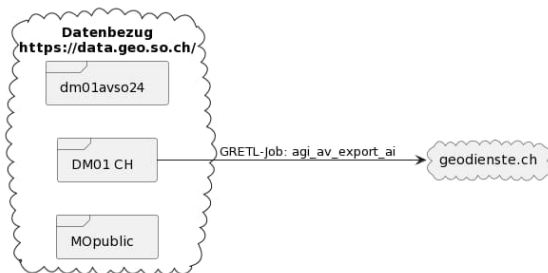 Datenbezug
https://data.geo.so.ch/
dm01avso24
DM01 CH
GRETL-Job: agi_av_export_ai
geodienste.ch
MOpublic